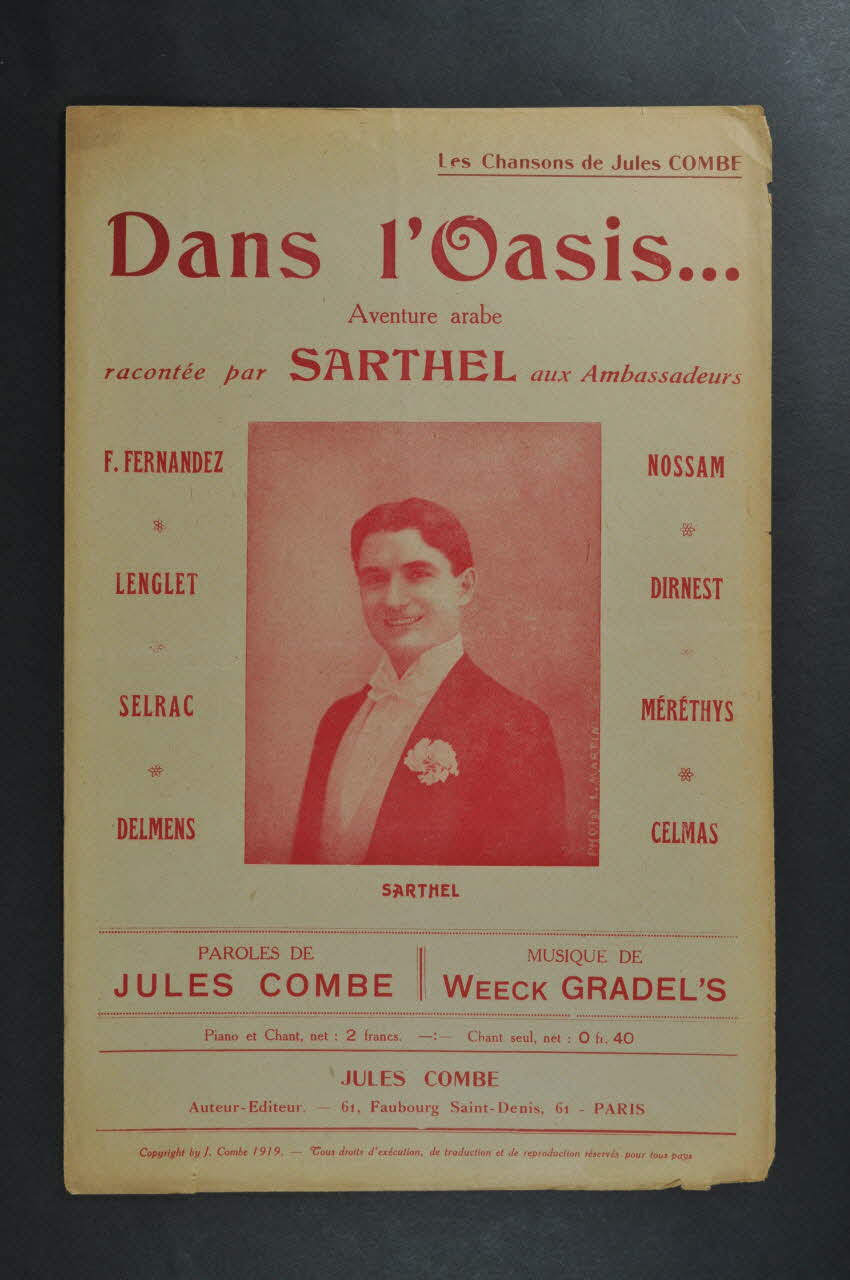 Les Chansons de Jules COMBE
Dans l'Oasis...
Aventure arabe
racontée par SARTHEL aux Ambassadeurs
F. FERNANDEZ
LENGLET
SELRAC
DELMENS
NOSSAM
DIRNEST
MÉRÉTHYS
CELMAS
PHOTO L. MARTIN
SARTHEL
PAROLES DE
JULES COMBE
MUSIQUE DE
WEECK GRADEL'S
Piano et Chant, net : 2 francs. —:— Chant seul, net : 0 fr. 40
JULES COMBE
Auteur-Editeur. — 61, Faubourg Saint-Denis, 61 - PARIS
Copyright by J. Combe 1919. — Tous droits d'exécution, de traduction et de reproduction réservés pour tous pays